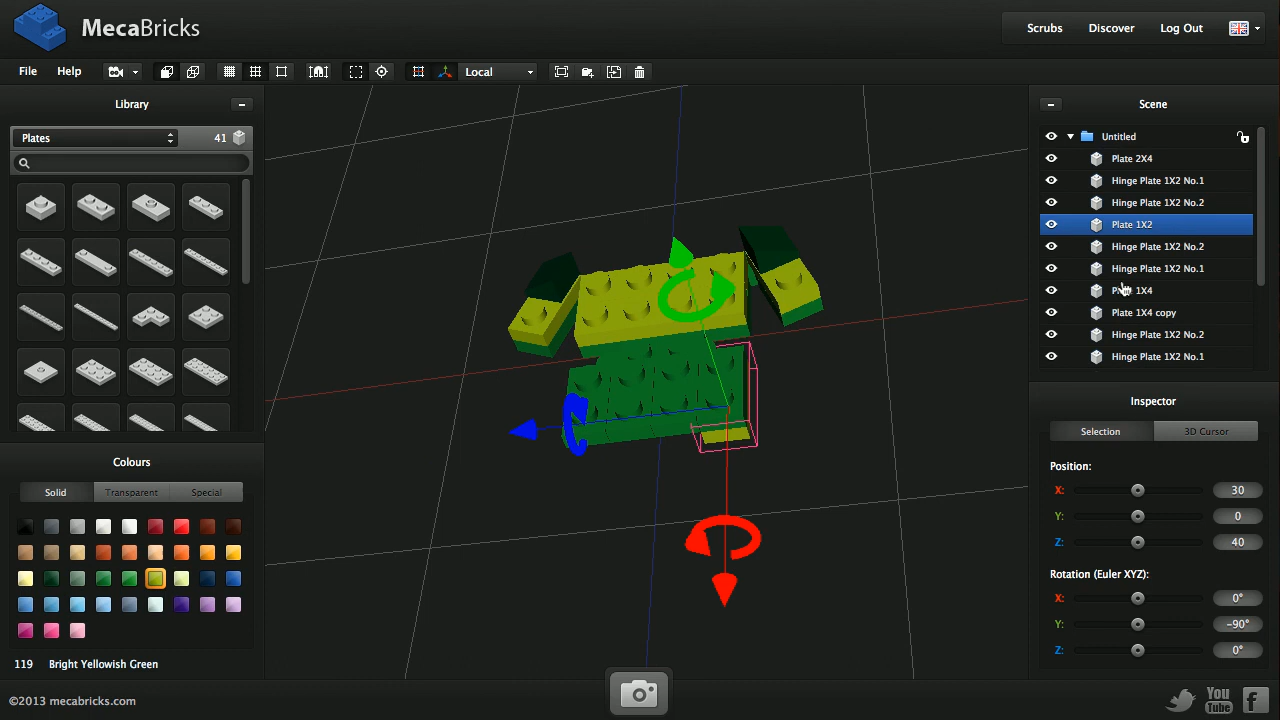 MecaBricks
Scrubs Discover Log Out
File Help
Local
Library
Plates 41
Colours
Solid Transparent Special
119 Bright Yellowish Green
©2013 mecabricks.com
Scene
Untitled
Plate 2X4
Hinge Plate 1X2 No.1
Hinge Plate 1X2 No.2
Plate 1X2
Hinge Plate 1X2 No.2
Hinge Plate 1X2 No.1
1X4
Plate 1X4 copy
Hinge Plate 1X2 No.2
Hinge Plate 1X2 No.1
Inspector
Selection 3D Cursor
Position:
X: 30
Y: 0
Z: 40
Rotation (Euler XYZ):
X: 0°
Y: -90°
Z: 0°
You
Tube
f